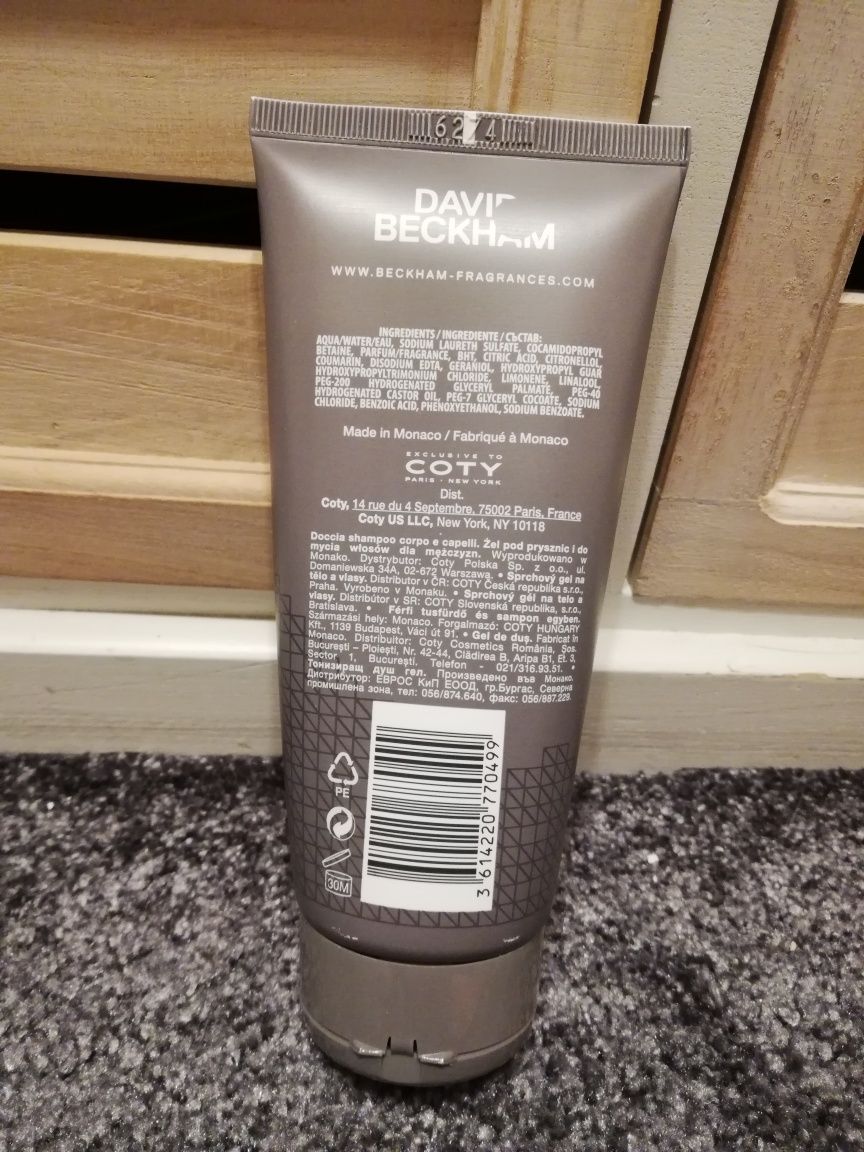 6274
DAVID
BECKHAM
WWW.BECKHAM-FRAGRANCES.COM
INGREDIENTS / INGREDIENTE / СЪСТАВ:
AQUA/WATER/EAU, SODIUM LAURETH SULFATE, COCAMIDOPROPYL
BETAINE, PARFUM/FRAGRANCE, BHT, CITRIC ACID, CITRONELLOL,
COUMARIN, DISODIUM EDTA, GERANIOL, HYDROXYPROPYL GUAR
HYDROXYPROPYLTRIMONIUM CHLORIDE, LIMONENE, LINALOOL,
PEG-200 HYDROGENATED GLYCERYL PALMATE, PEG-40
HYDROGENATED CASTOR OIL, PEG-7 GLYCERYL COCOATE, SODIUM
CHLORIDE, BENZOIC ACID, PHENOXYETHANOL, SODIUM BENZOATE.
Made in Monaco / Fabriqué à Monaco
EXCLUSIVE TO
COTY
PARIS - NEW YORK
Dist.
Coty, 14 rue du 4 Septembre, 75002 Paris, France
Coty US LLC, New York, NY 10118
Doccia shampoo corpo e capelli. Żel pod prysznic i do
mycia włosów dla mężczyzn. Wyprodukowano w
Monako. Dystrybutor: Coty Polska Sp. z o.o., ul.
Domaniewska 34A, 02-672 Warszawa. • Sprchový gel na
tělo a vlasy. Distributor v ČR: COTY Česká republika s.r.o.,
Praha. Vyrobeno v Monaku. • Sprchový gél na telo a
vlasy. Distribútor v SR: COTY Slovenská republika, s.r.o.,
Bratislava. • Férfi tusfürdő és sampon egyben.
Származási hely: Monaco. Forgalmazó: COTY HUNGARY
Kft., 1139 Budapest, Váci út 91. • Gel de duş. Fabricat în
Monaco. Distribuitor: Coty Cosmetics România, Şos.
Bucureşti – Ploieşti, Nr. 42-44, Clădirea B, Aripa B1, Et. 3,
Sector 1, Bucureşti. Telefon - 021/316.93.51. •
Тонизиращ душ гел. Произведено във Монако.
Дистрибутор: ЕВРОС КиП ЕООД, гр.Бургас, Северна
промишлена зона, тел: 056/874.640, факс: 056/887.229.
PE
30M
3 614220 770499